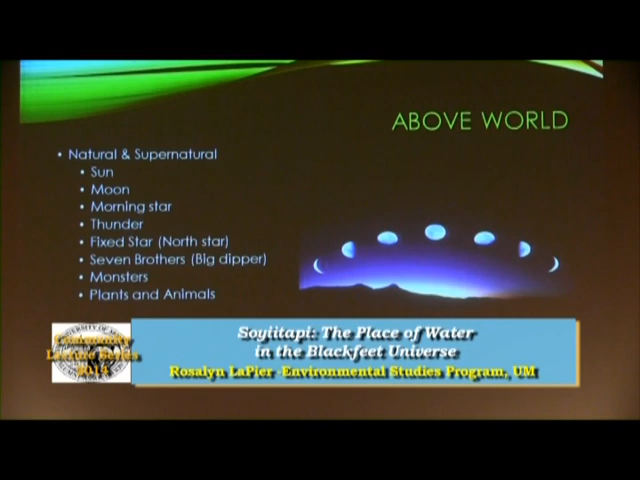 ABOVE WORLD
• Natural & Supernatural
• Sun
• Moon
• Morning star
• Thunder
• Fixed Star (North star)
• Seven Brothers (Big dipper)
• Monsters
• Plants and Animals
Community
Lecture Series
2014
Soyiitapi: The Place of Water
in the Blackfeet Universe
Rosalyn LaPier -Environmental Studies Program, UM